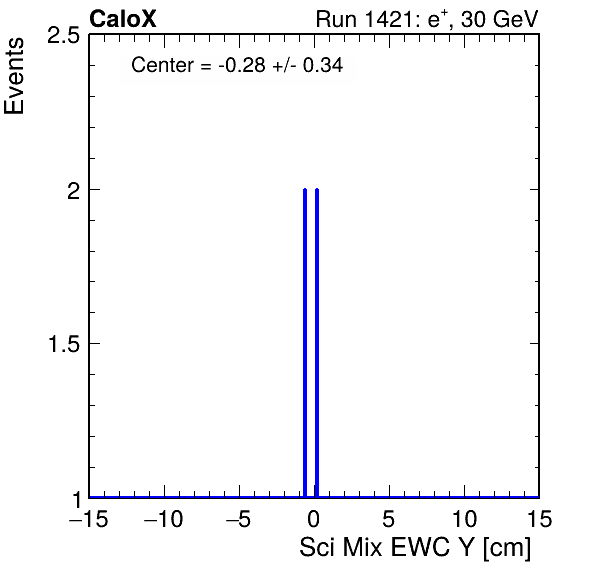 CaloX Run 1421: e⁺, 30 GeV
Center = -0.28 +/- 0.34
Events
2.5
2
1.5
1
−15 −10 −5 0 5 10 15
Sci Mix EWC Y [cm]